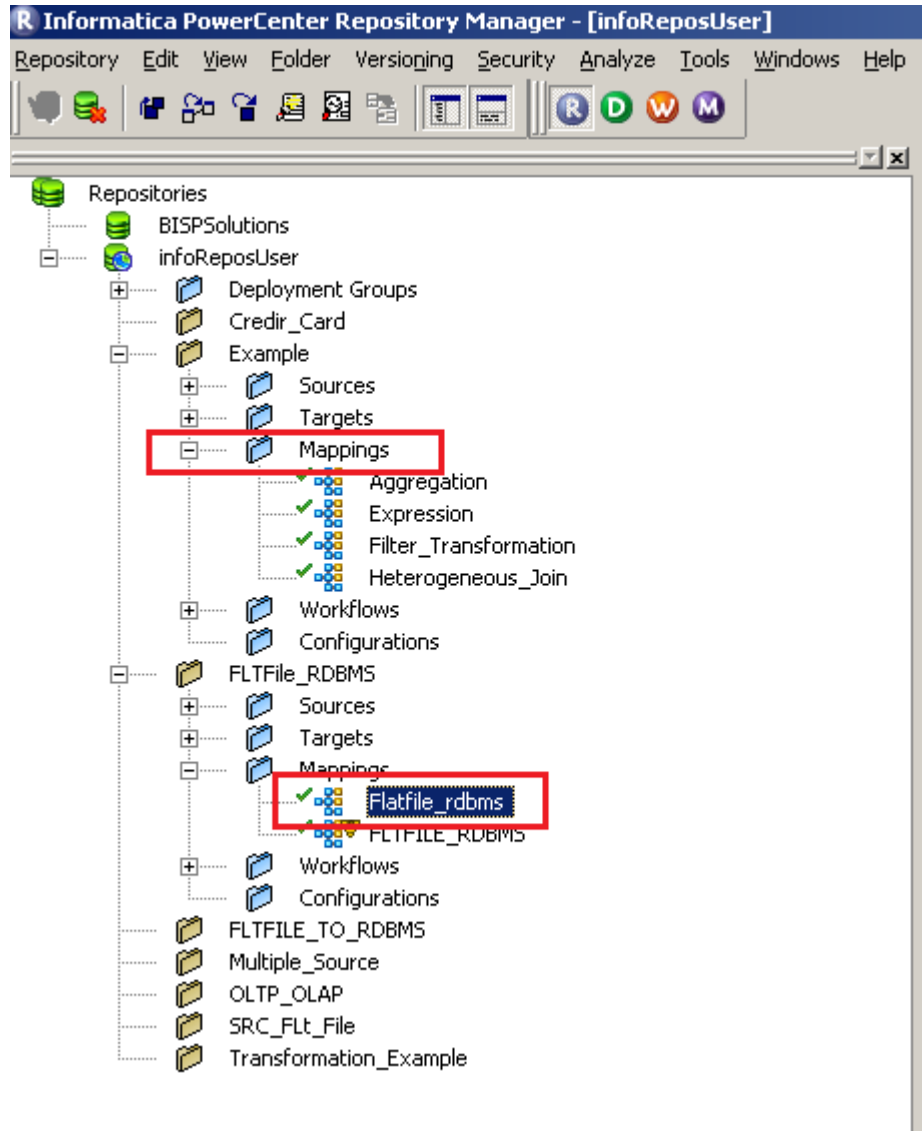 Informatica PowerCenter Repository Manager - [infoReposUser]
Repository Edit View Folder Versioning Security Analyze Tools Windows Help
R D W M
Repositories
BISPSolutions
infoReposUser
Deployment Groups
Credir_Card
Example
Sources
Targets
Mappings
Aggregation
Expression
Filter_Transformation
Heterogeneous_Join
Workflows
Configurations
FLTFile_RDBMS
Sources
Targets
Mappings
Flatfile_rdbms
FLTFILE_RDBMS
Workflows
Configurations
FLTFILE_TO_RDBMS
Multiple_Source
OLTP_OLAP
SRC_FLt_File
Transformation_Example